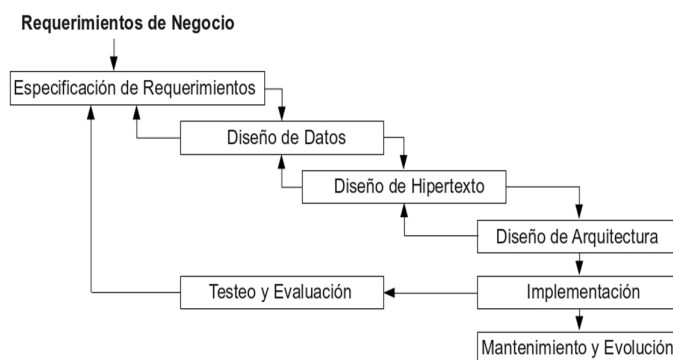 Requerimientos de Negocio
Especificación de Requerimientos
Diseño de Datos
Diseño de Hipertexto
Diseño de Arquitectura
Testeo y Evaluación
Implementación
Mantenimiento y Evolución